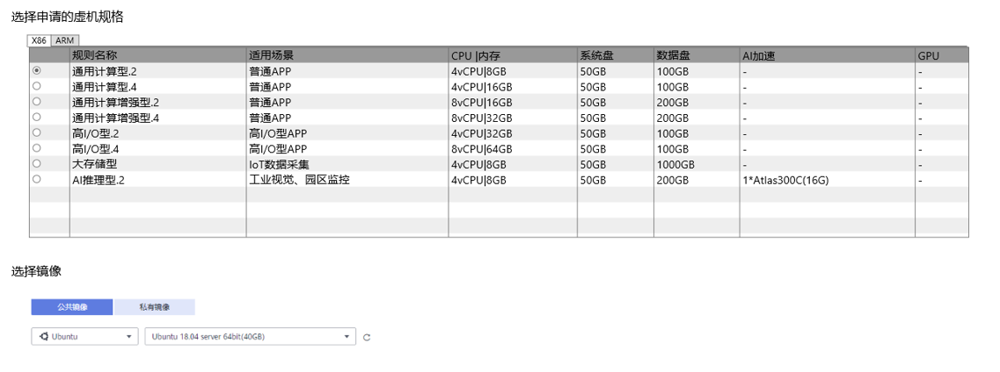 选择申请的虚机规格
X86 ARM
规则名称 适用场景 CPU |内存 系统盘 数据盘 AI加速 GPU
通用计算型.2 普通APP 4vCPU|8GB 50GB 100GB - -
通用计算型.4 普通APP 4vCPU|16GB 50GB 100GB - -
通用计算增强型.2 普通APP 8vCPU|16GB 50GB 200GB - -
通用计算增强型.4 普通APP 8vCPU|32GB 50GB 200GB - -
高I/O型.2 高I/O型APP 4vCPU|32GB 50GB 100GB - -
高I/O型.4 高I/O型APP 8vCPU|64GB 50GB 100GB - -
大存储型 IoT数据采集 4vCPU|8GB 50GB 1000GB - -
AI推理型.2 工业视觉、园区监控 4vCPU|8GB 50GB 200GB 1*Atlas300C(16G) -
选择镜像
公共镜像 私有镜像
Ubuntu Ubuntu 18.04 server 64bit(40GB)